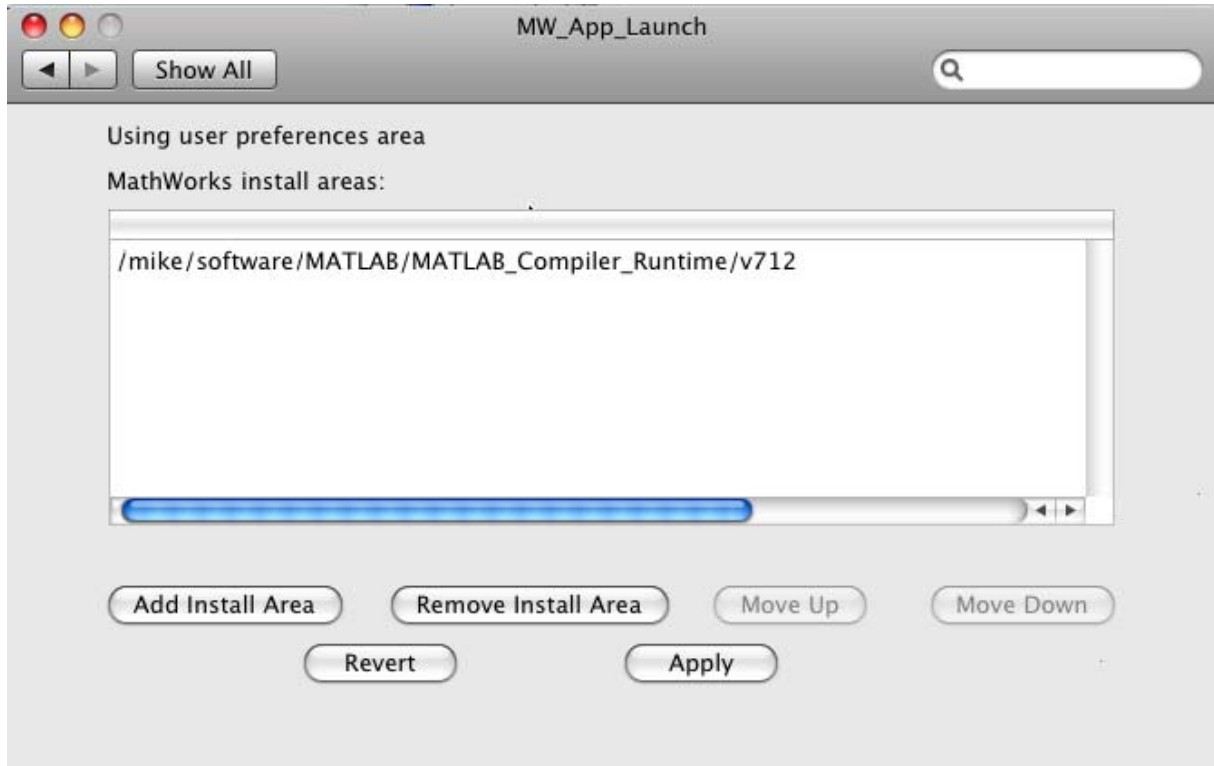 MW_App_Launch
Show All
Using user preferences area
MathWorks install areas:
/mike/software/MATLAB/MATLAB_Compiler_Runtime/v712
Add Install Area Remove Install Area Move Up Move Down
Revert Apply